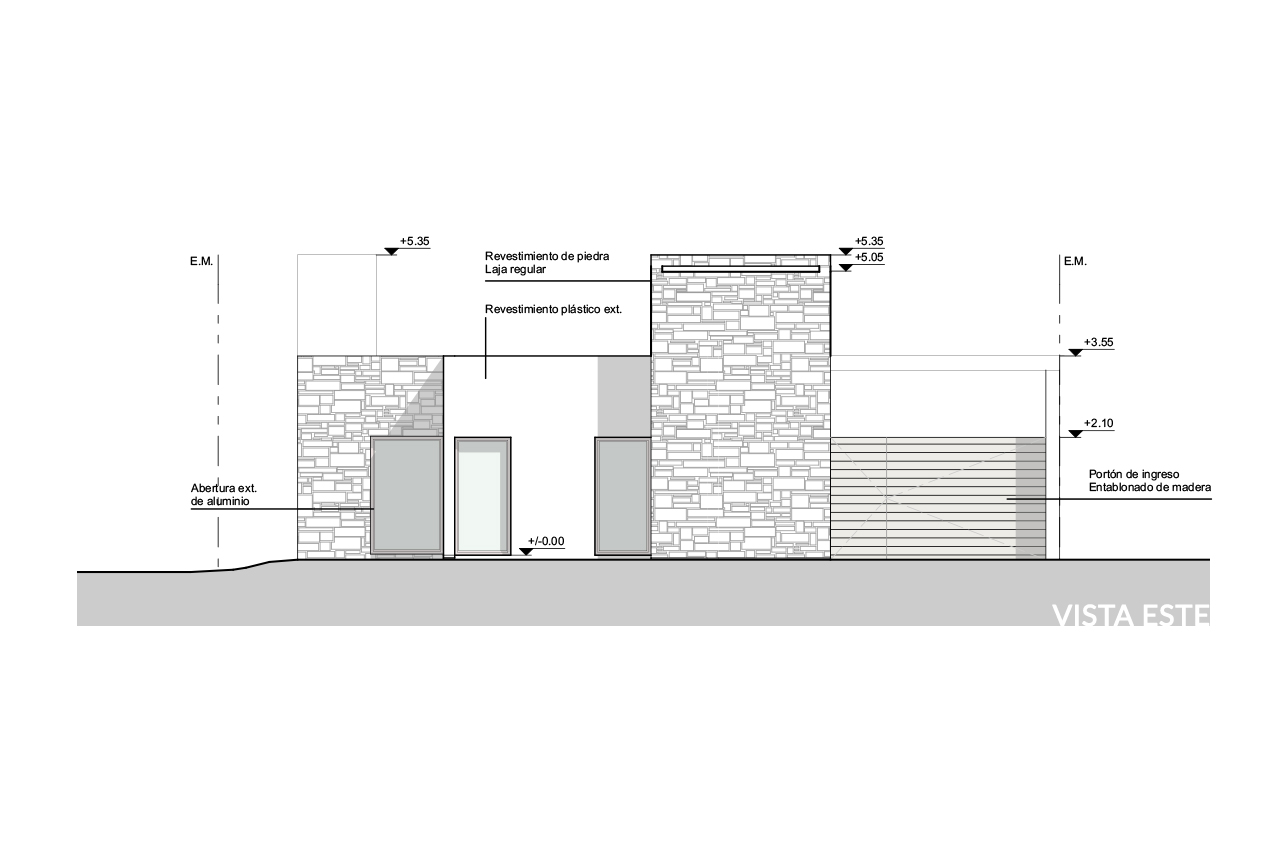 +5.35
Revestimiento de piedra
Laja regular
+5.35
+5.05
E.M.
E.M.
Revestimiento plástico ext.
+3.55
+2.10
Abertura ext.
de aluminio
Portón de ingreso
Entablonado de madera
+/-0.00
VISTA ESTE